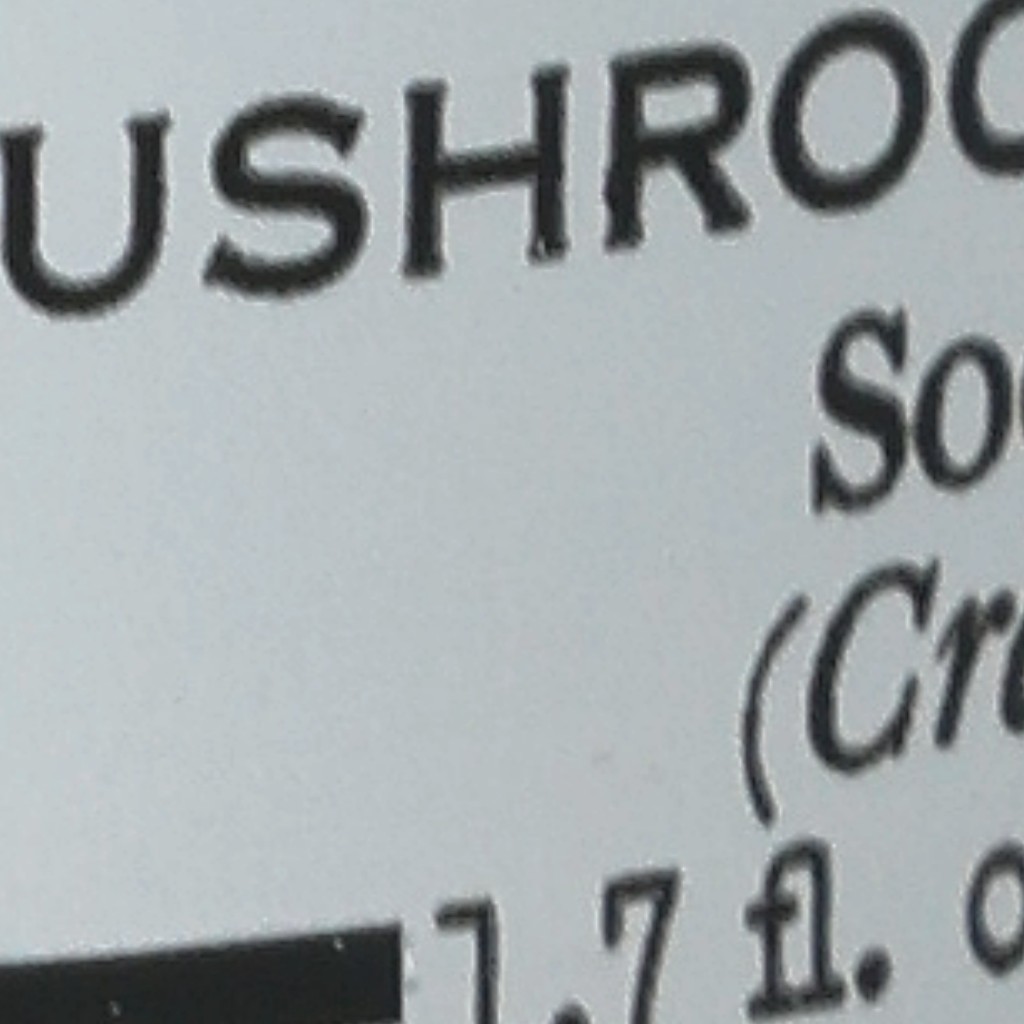 USHRO
So
(Cr
1.7 fl. o